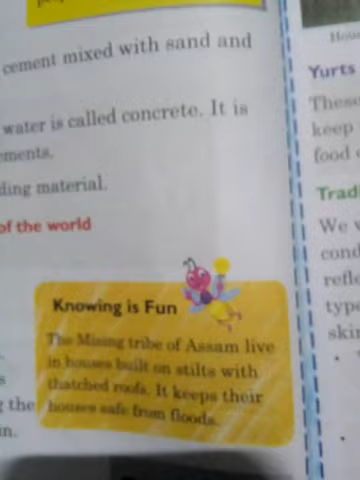 cement mixed with sand and
water is called concrete. It is
ements.
ding material.
of the world
Knowing is Fun
The Mising tribe of Assam live
in houses built on stilts with
thatched roofs. It keeps their
houses safe from floods.
s
g the
n.
Hous
Yurts
These
keep
food
Trad
We
cond
refle
type
skin